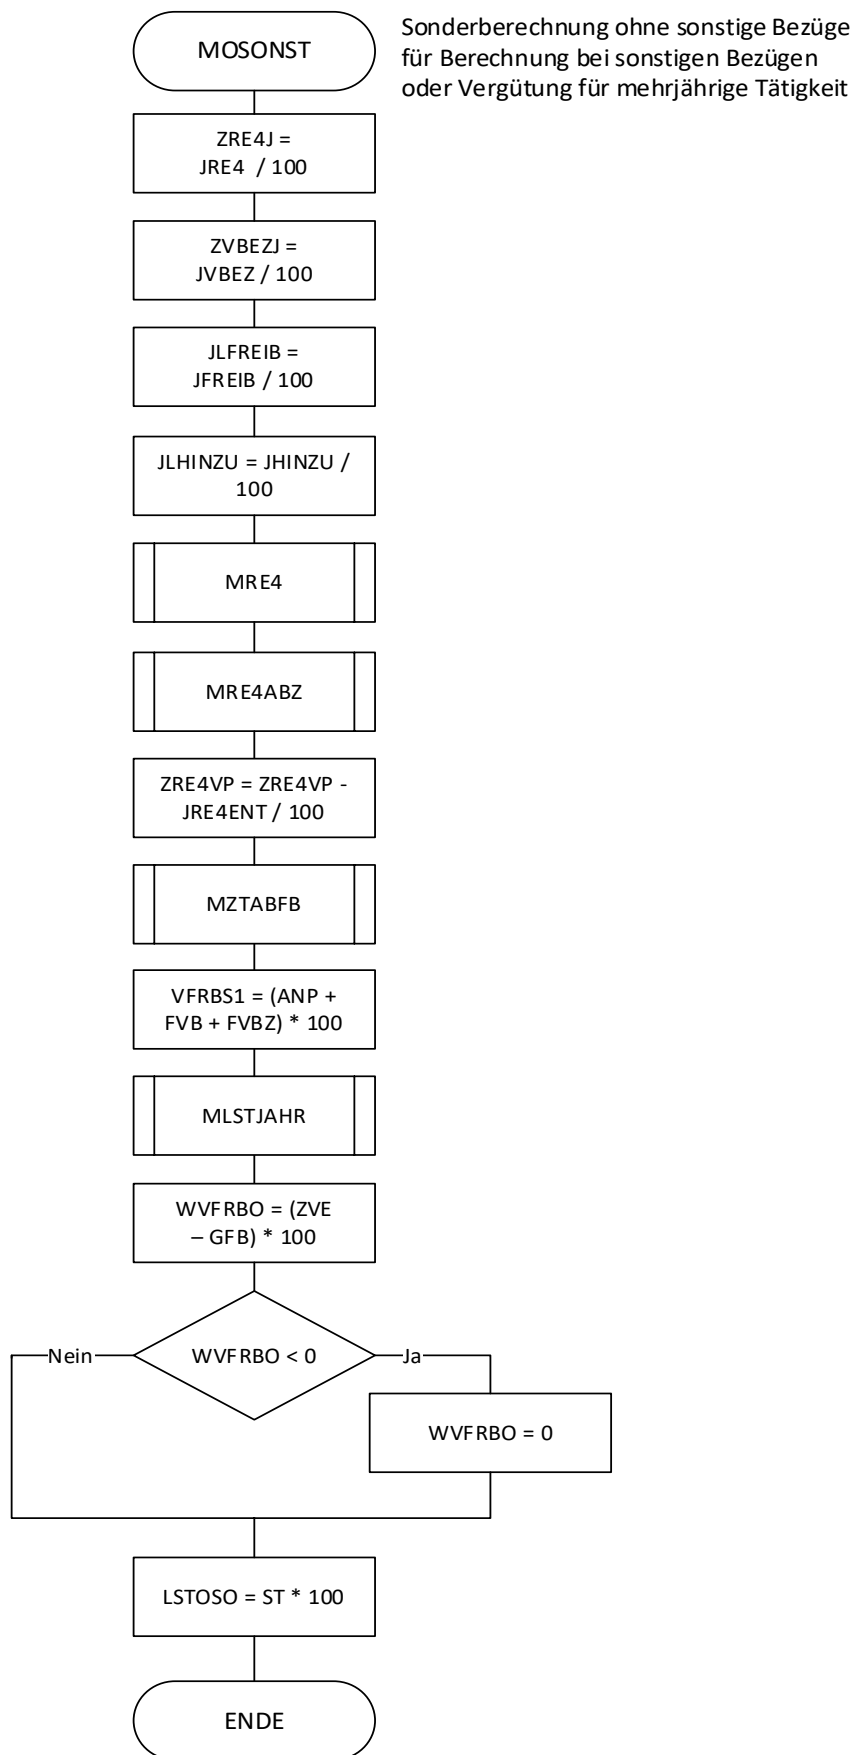 MOSONST
Sonderberechnung ohne sonstige Bezüge
für Berechnung bei sonstigen Bezügen
oder Vergütung für mehrjährige Tätigkeit
ZRE4J =
JRE4 / 100
ZVBEZJ =
JVBEZ / 100
JLFREIB =
JFREIB / 100
JLHINZU = JHINZU /
100
MRE4
MRE4ABZ
ZRE4VP = ZRE4VP -
JRE4ENT / 100
MZTABFB
VFRBS1 = (ANP +
FVB + FVBZ) * 100
MLSTJAHR
WVFRBO = (ZVE
– GFB) * 100
Nein
WVFRBO < 0
Ja
WVFRBO = 0
LSTOSO = ST * 100
ENDE